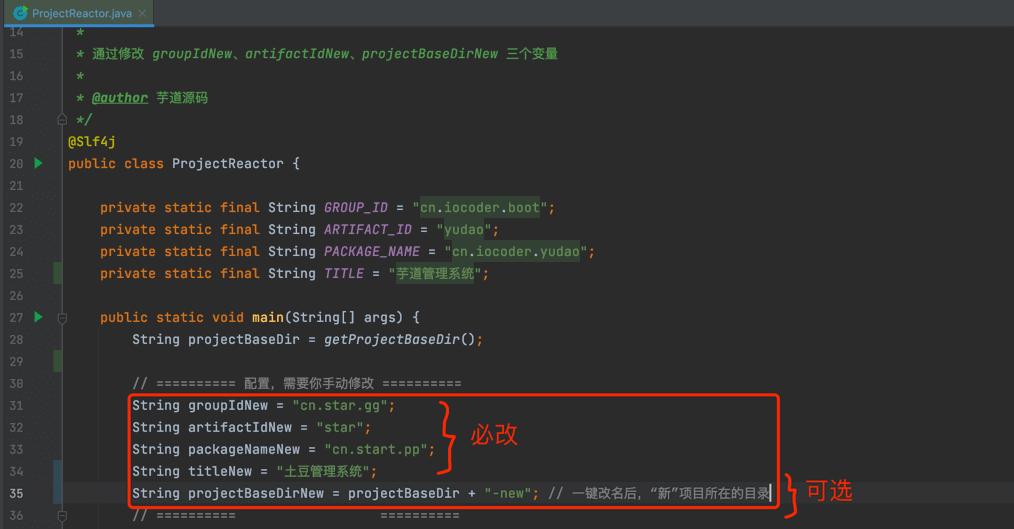 ProjectReactor.java
14 *
15 * 通过修改 groupIdNew、artifactIdNew、projectBaseDirNew 三个变量
16 *
17 * @author 芋道源码
18 */
19 @Slf4j
20 public class ProjectReactor {
21
22 private static final String GROUP_ID = "cn.iocoder.boot";
23 private static final String ARTIFACT_ID = "yudao";
24 private static final String PACKAGE_NAME = "cn.iocoder.yudao";
25 private static final String TITLE = "芋道管理系统";
26
27 public static void main(String[] args) {
28 String projectBaseDir = getProjectBaseDir();
29
30 // ========== 配置，需要你手动修改 ==========
31 String groupIdNew = "cn.star.gg";
32 String artifactIdNew = "star";
33 String packageNameNew = "cn.start.pp";
34 String titleNew = "土豆管理系统";
必改
35 String projectBaseDirNew = projectBaseDir + "-new"; // 一键改名后，“新”项目所在的目录
可选
36 // ========== ==========